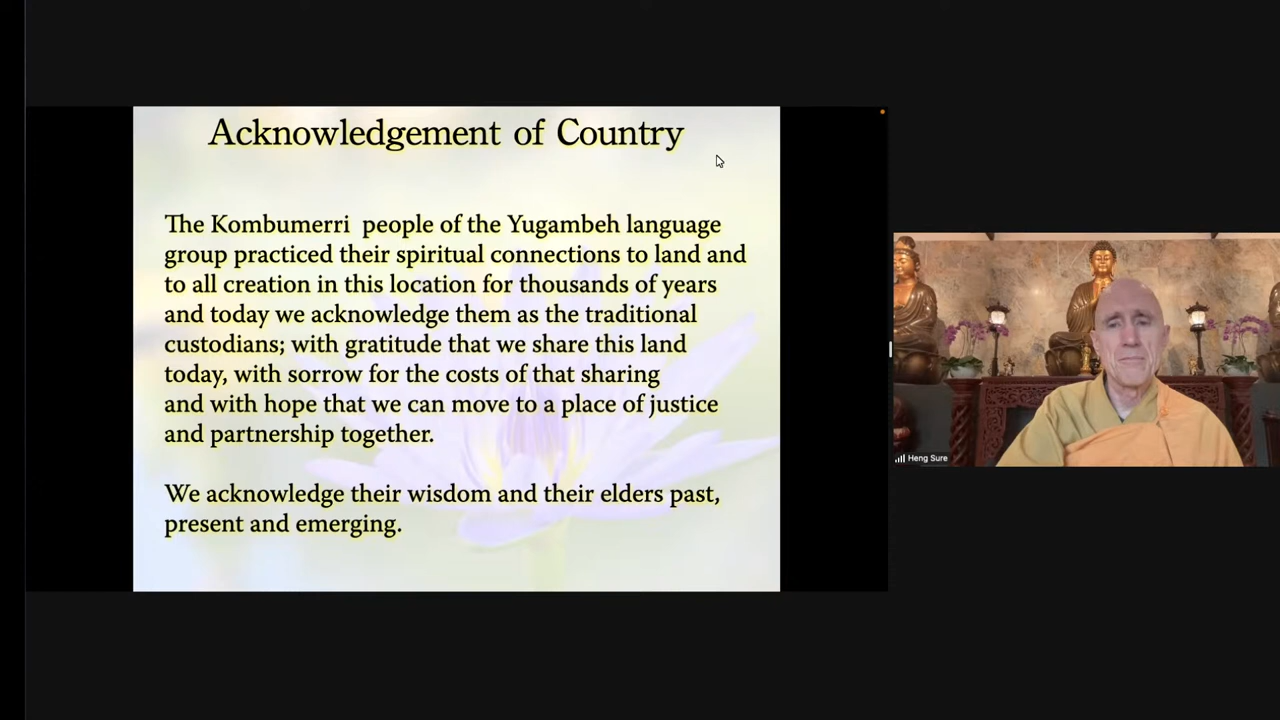 Acknowledgement of Country
The Kombumerri people of the Yugambeh language
group practiced their spiritual connections to land and
to all creation in this location for thousands of years
and today we acknowledge them as the traditional
custodians; with gratitude that we share this land
today, with sorrow for the costs of that sharing
and with hope that we can move to a place of justice
and partnership together.
We acknowledge their wisdom and their elders past,
present and emerging.
Heng Sure